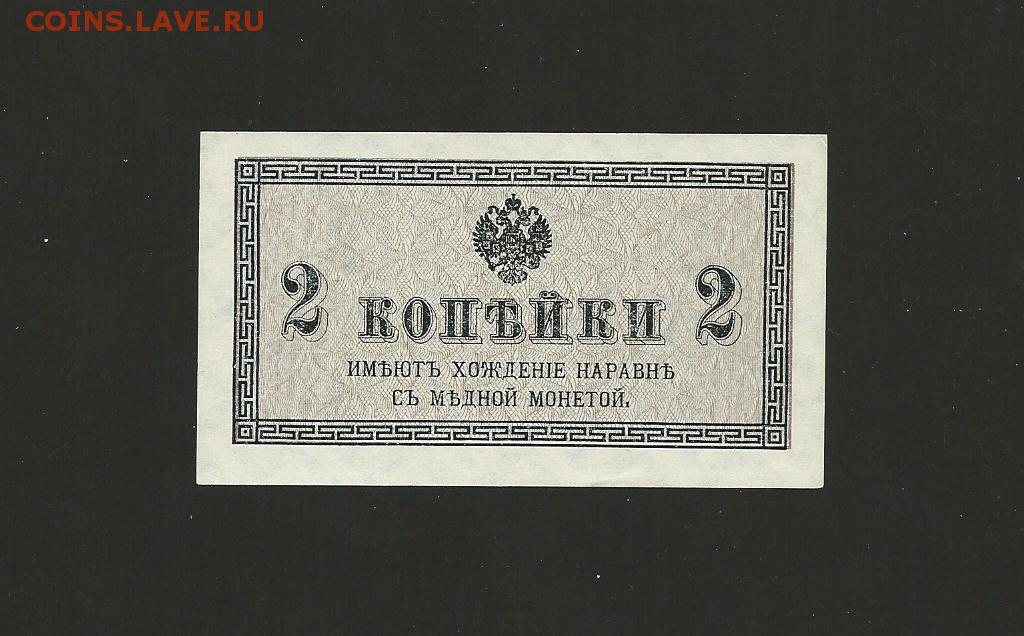 COINS.LAVE.RU
2 КОПѢЙКИ 2
ИМѢЮТЪ ХОЖДЕНІЕ НАРАВНѢ
СЪ МѢДНОЙ МОНЕТОЙ.